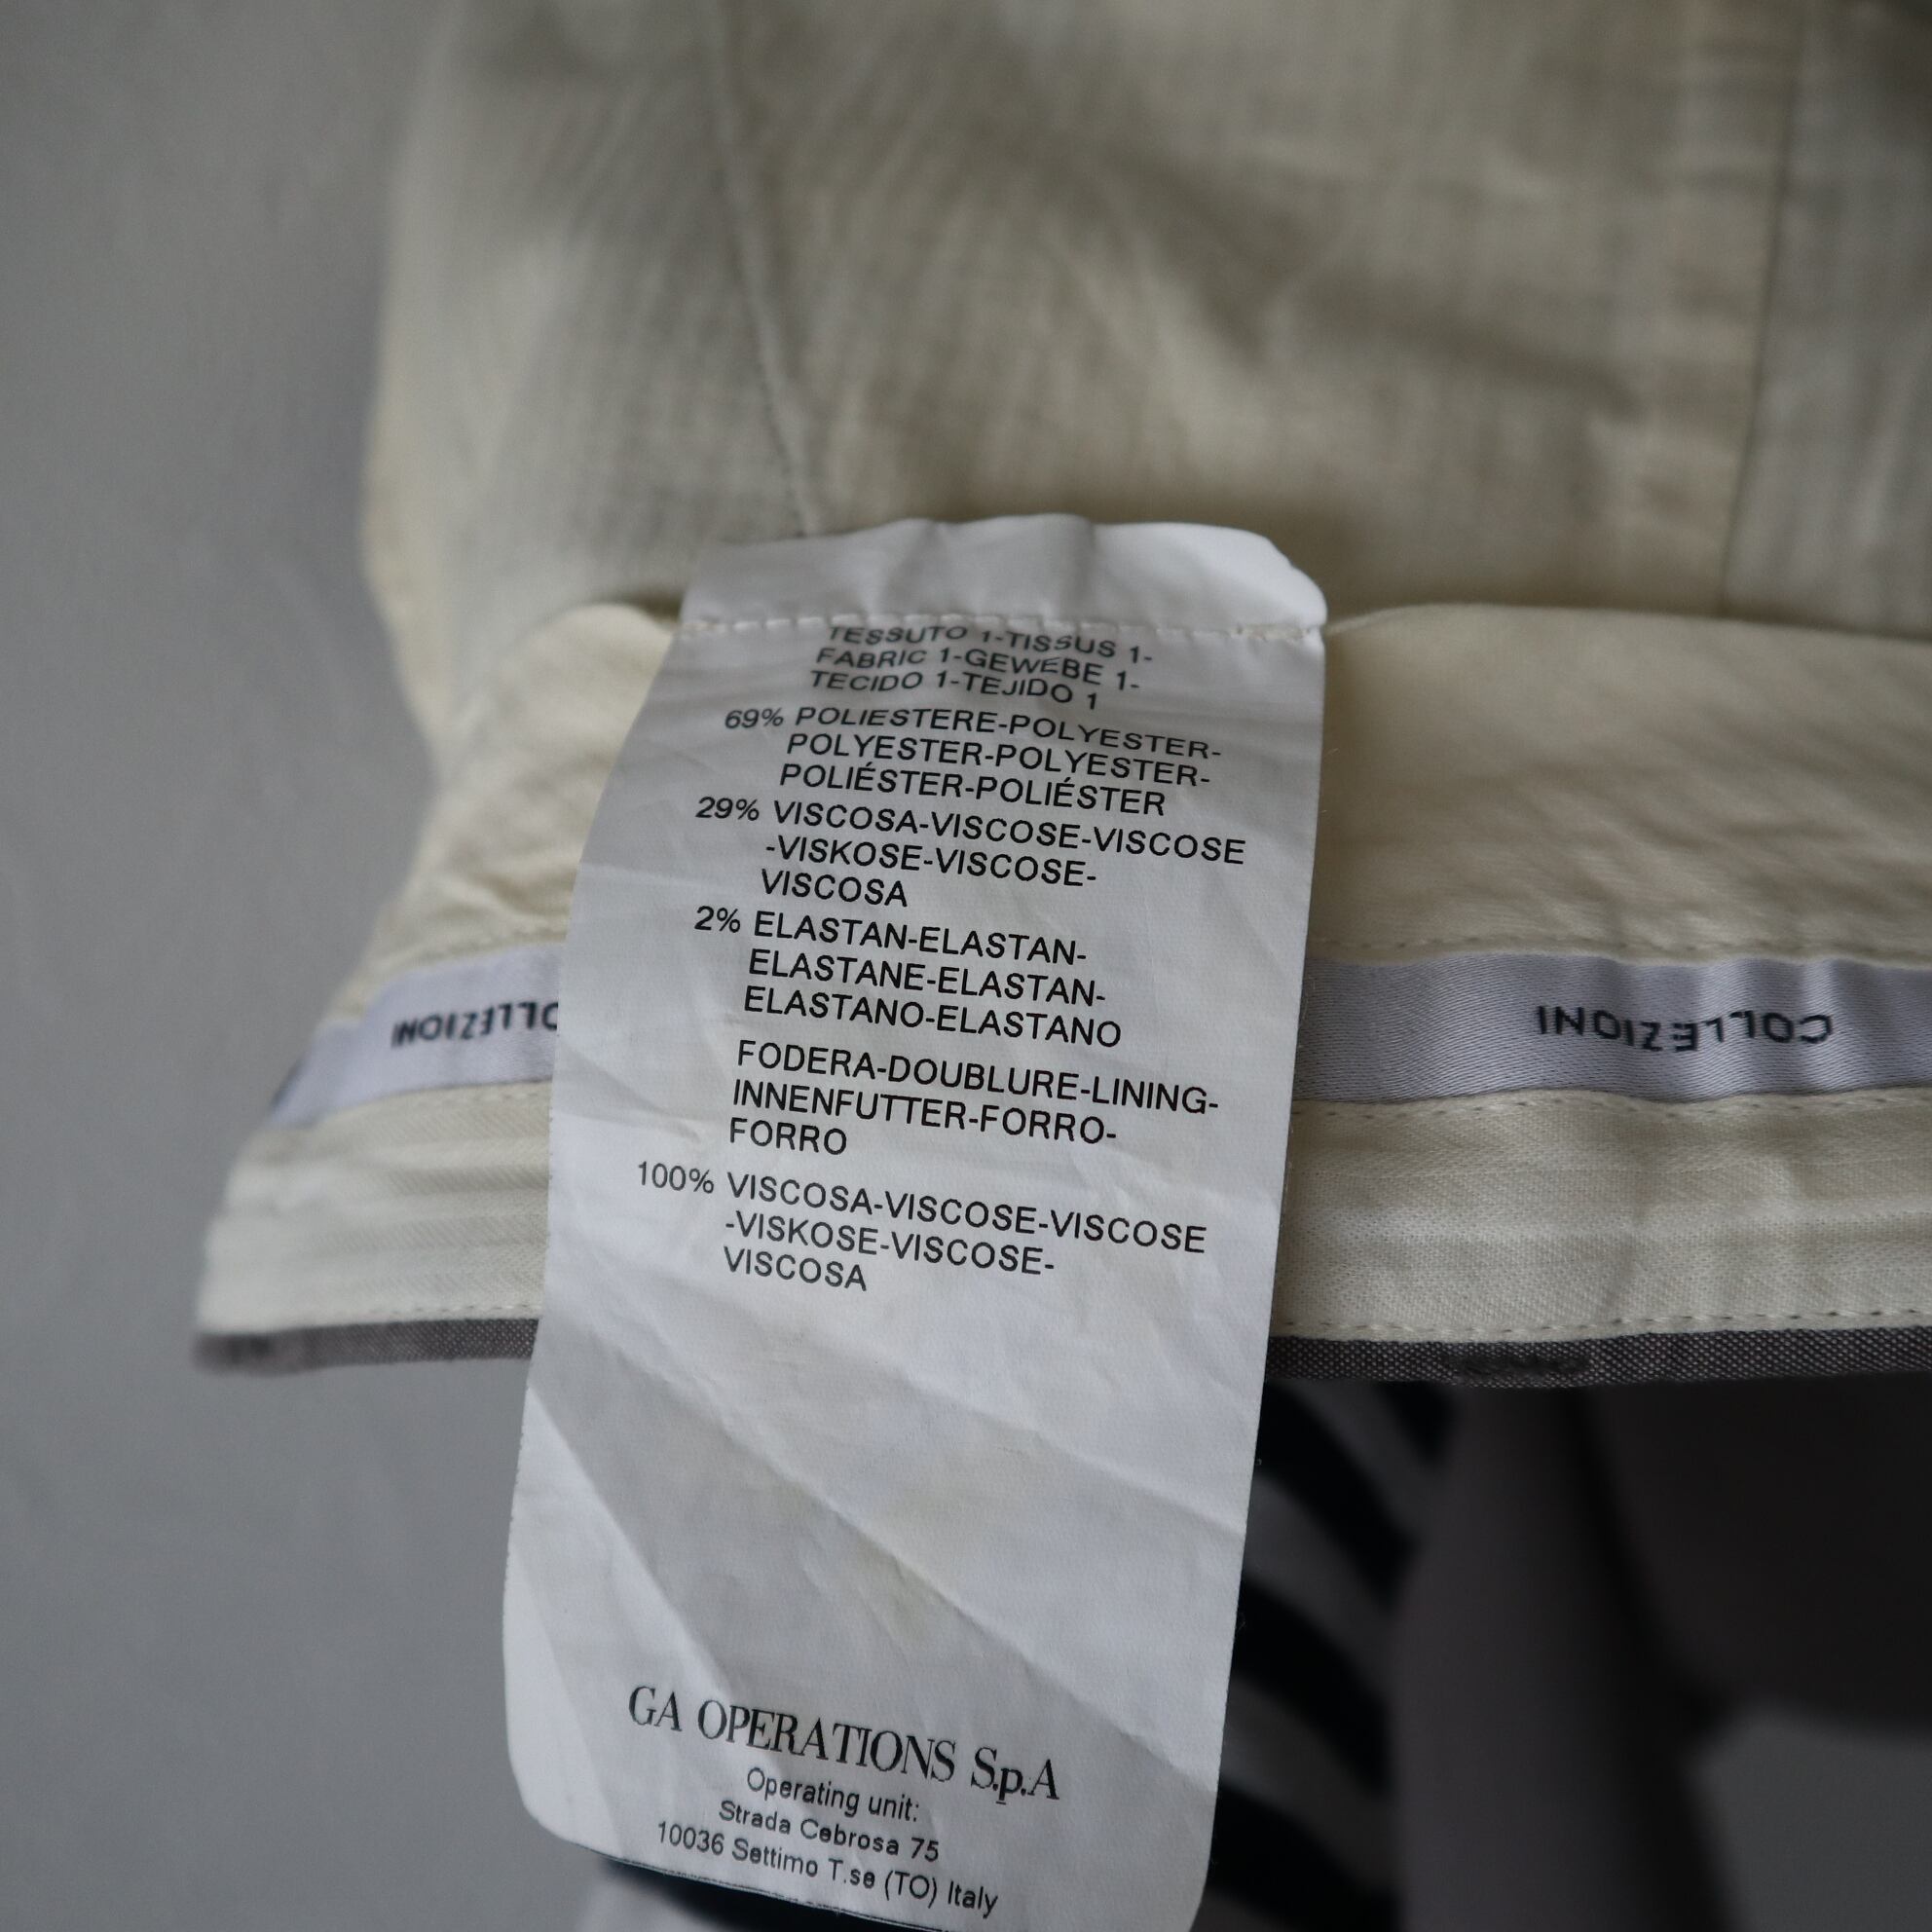 TESSUTO 1-TISSUS 1-
FABRIC 1-GEWEBE 1-
TECIDO 1-TEJIDO 1
69% POLIESTERE-POLYESTER-
POLYESTER-POLYESTER-
POLIÉSTER-POLIÉSTER
29% VISCOSA-VISCOSE-VISCOSE
-VISKOSE-VISCOSE-
VISCOSA
2% ELASTAN-ELASTAN-
ELASTANE-ELASTAN-
ELASTANO-ELASTANO
FODERA-DOUBLURE-LINING-
INNENFUTTER-FORRO-
FORRO
100% VISCOSA-VISCOSE-VISCOSE
-VISKOSE-VISCOSE-
VISCOSA
GA OPERATIONS S.p.A
Operating unit:
Strada Cebrosa 75
10036 Settimo T.se (TO) Italy
OLLEZIONI
COLLEZIONI